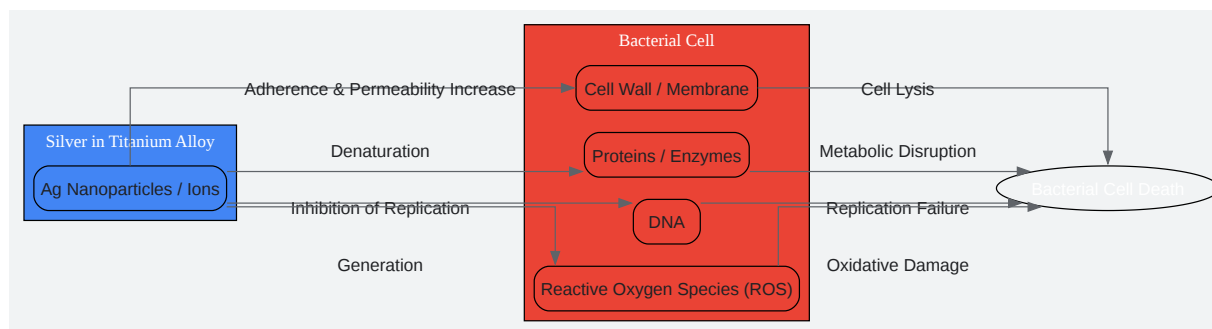 Bacterial Cell
Adherence & Permeability Increase
Cell Wall / Membrane
Cell Lysis
Silver in Titanium Alloy
Ag Nanoparticles / Ions
Denaturation
Proteins / Enzymes
Metabolic Disruption
Bacterial Cell Death
Inhibition of Replication
DNA
Replication Failure
Generation
Reactive Oxygen Species (ROS)
Oxidative Damage